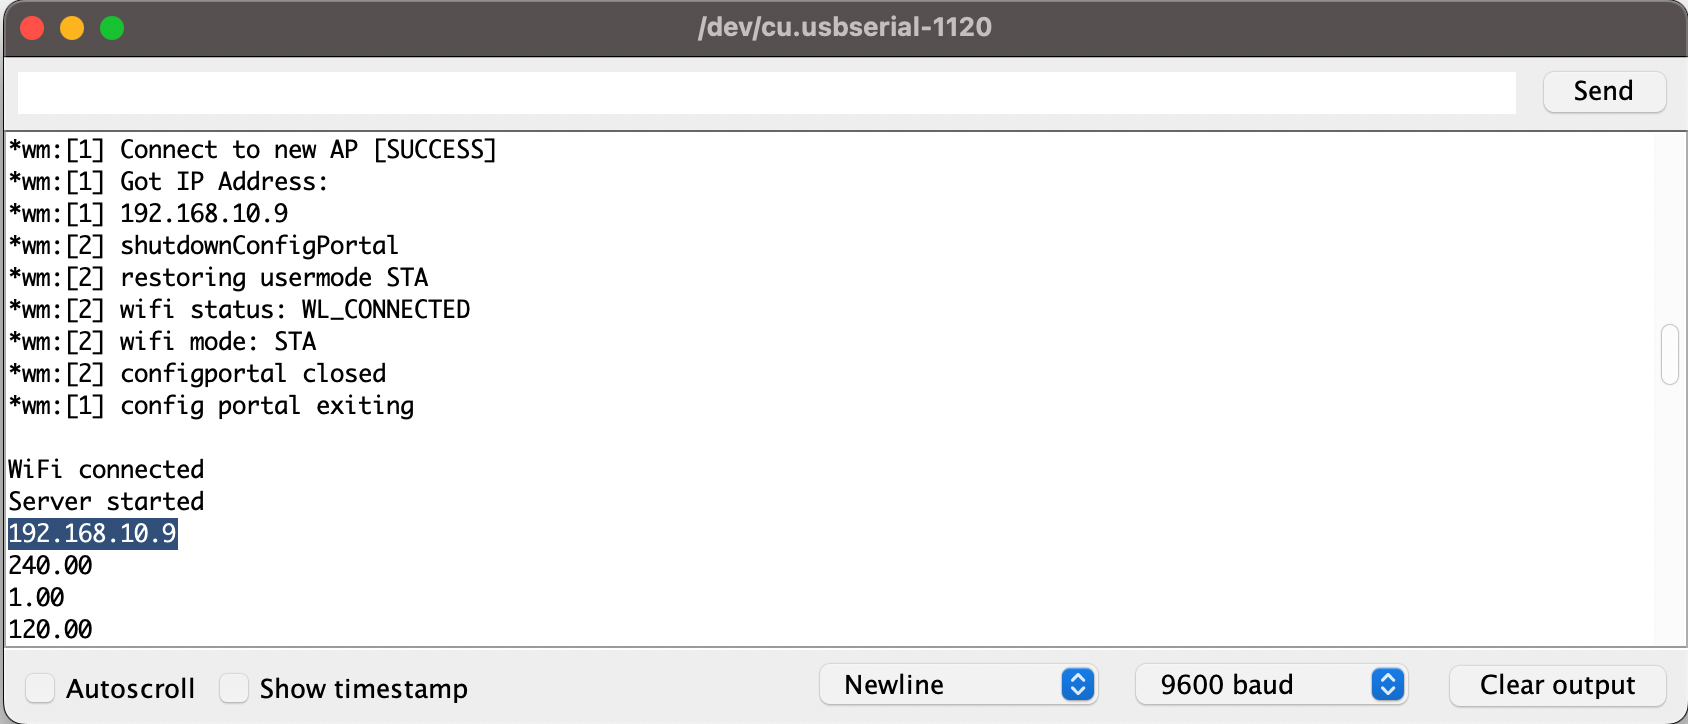 /dev/cu.usbserial-1120
Send
*wm:[1] Connect to new AP [SUCCESS]
*wm:[1] Got IP Address:
*wm:[1] 192.168.10.9
*wm:[2] shutdownConfigPortal
*wm:[2] restoring usermode STA
*wm:[2] wifi status: WL_CONNECTED
*wm:[2] wifi mode: STA
*wm:[2] configportal closed
*wm:[1] config portal exiting
WiFi connected
Server started
192.168.10.9
240.00
1.00
120.00
Autoscroll Show timestamp Newline 9600 baud Clear output